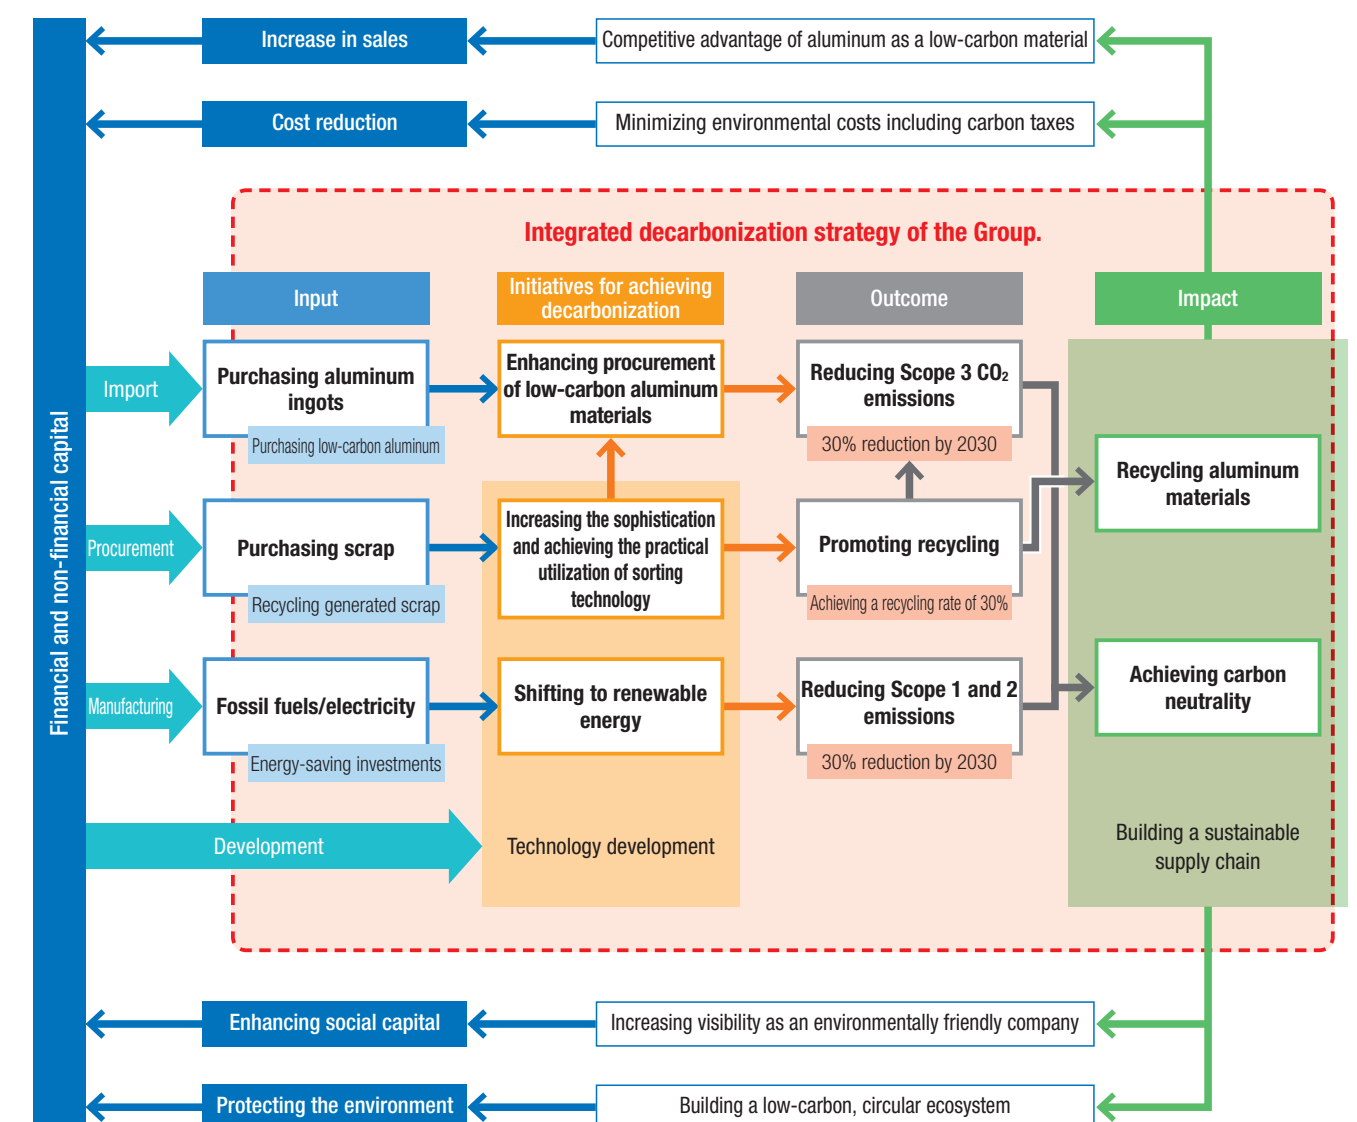 Increase in sales
Competitive advantage of aluminum as a low-carbon material
Cost reduction
Minimizing environmental costs including carbon taxes
Financial and non-financial capital
Integrated decarbonization strategy of the Group.
Input
Initiatives for achieving
decarbonization
Outcome
Impact
Import
Purchasing aluminum
ingots
Purchasing low-carbon aluminum
Enhancing procurement
of low-carbon aluminum
materials
Reducing Scope 3 CO₂
emissions
30% reduction by 2030
Recycling aluminum
materials
Procurement
Purchasing scrap
Recycling generated scrap
Increasing the sophistication
and achieving the practical
utilization of sorting
technology
Promoting recycling
Achieving a recycling rate of 30%
Manufacturing
Fossil fuels/electricity
Energy-saving investments
Shifting to renewable
energy
Reducing Scope 1 and 2
emissions
30% reduction by 2030
Achieving carbon
neutrality
Development
Technology development
Building a sustainable
supply chain
Enhancing social capital
Increasing visibility as an environmentally friendly company
Protecting the environment
Building a low-carbon, circular ecosystem